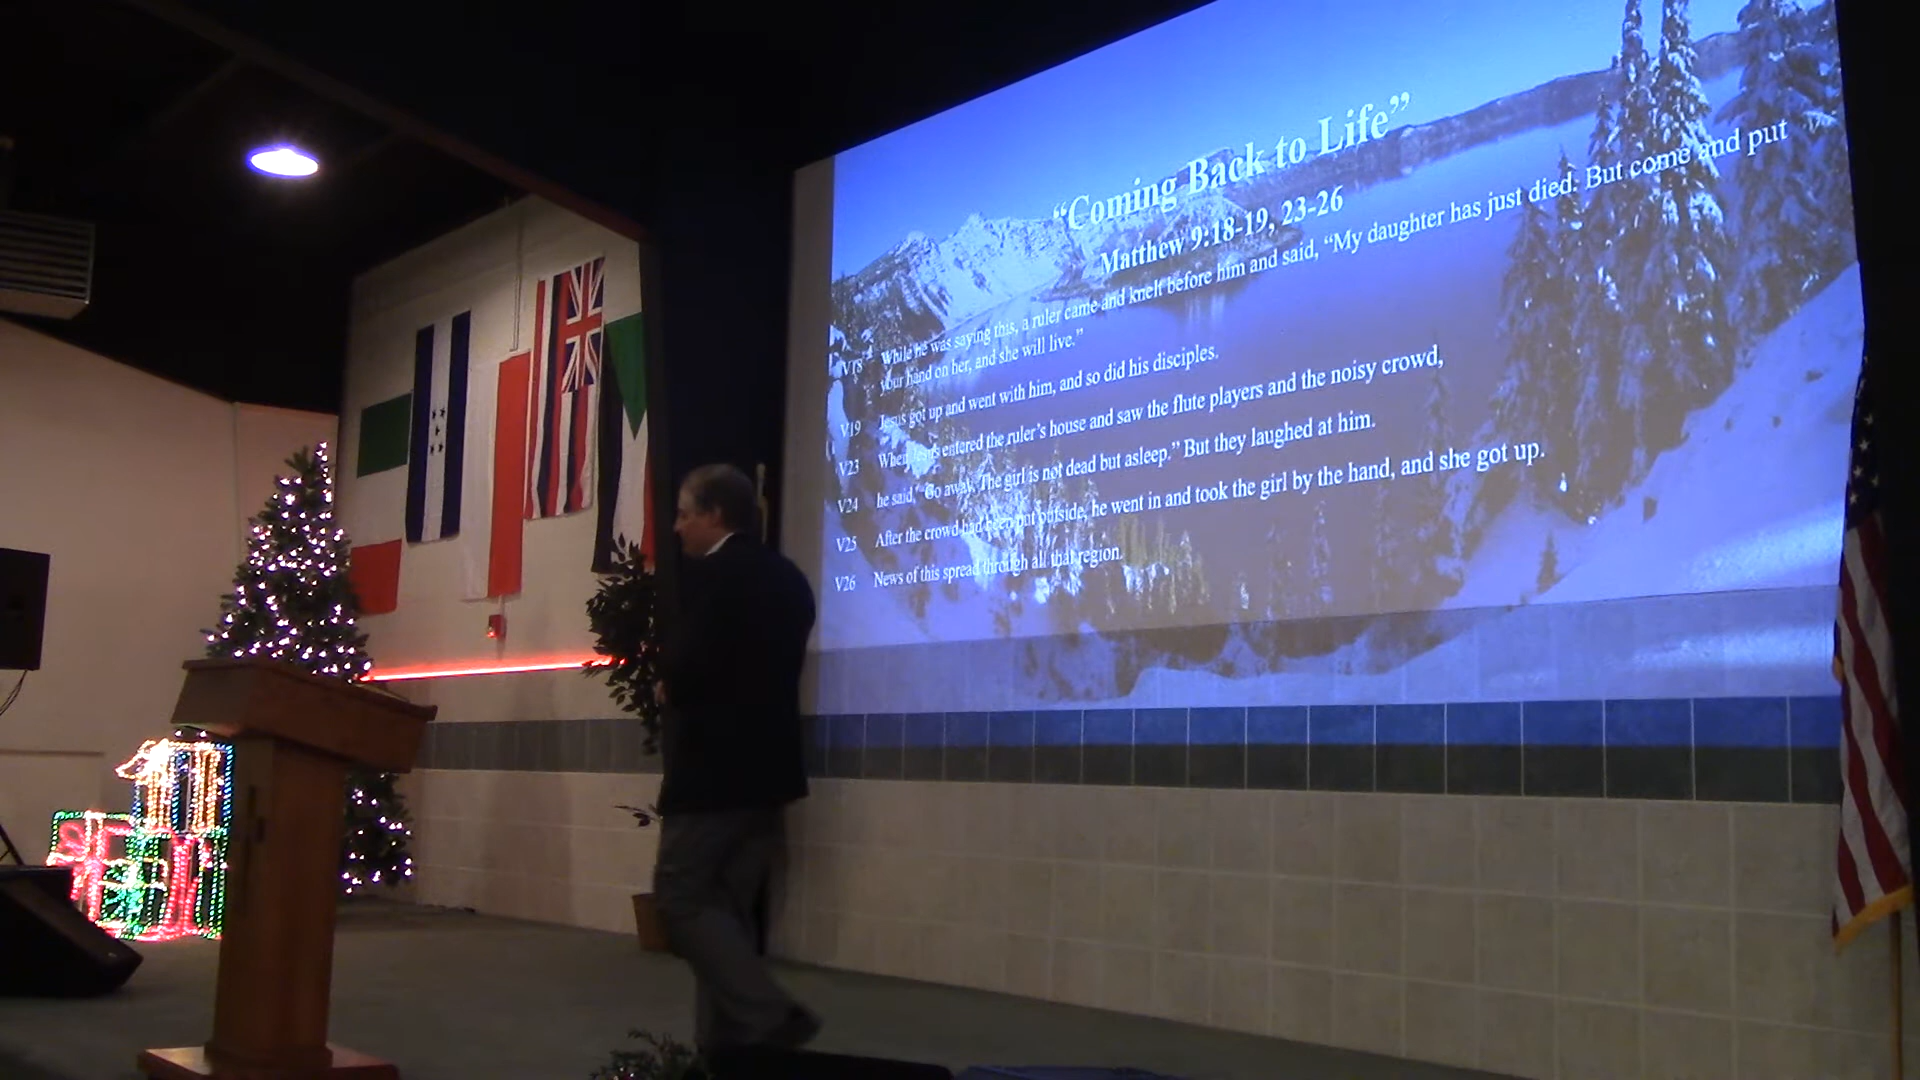 “Coming Back to Life”
Matthew 9:18-19, 23-26
V18 While he was saying this, a ruler came and knelt before him and said, “My daughter has just died. But come and put
your hand on her, and she will live.”
V19 Jesus got up and went with him, and so did his disciples.
V23 When Jesus entered the ruler’s house and saw the flute players and the noisy crowd,
V24 he said, “Go away. The girl is not dead but asleep.” But they laughed at him.
V25 After the crowd had been put outside, he went in and took the girl by the hand, and she got up.
V26 News of this spread through all that region.